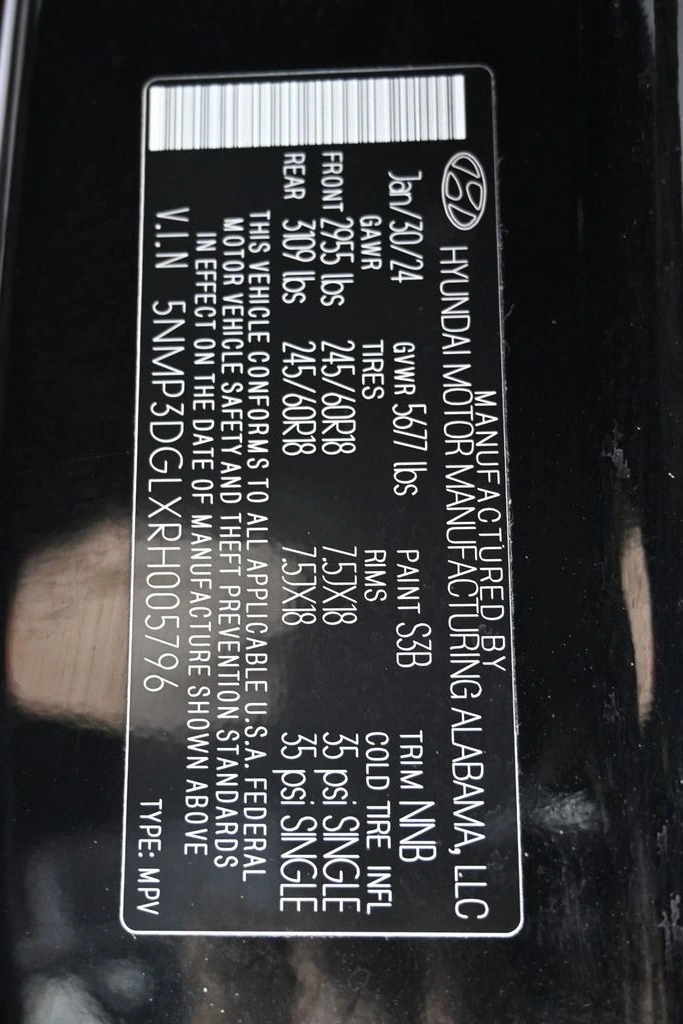 MANUFACTURED BY
HYUNDAI MOTOR MANUFACTURING ALABAMA, LLC
Jan/30/24 GVWR 5677 lbs PAINT S3B TRIM NNB
GAWR TIRES RIMS COLD TIRE INFL
FRONT 2955 lbs 245/60R18 7.5JX18 35 psi SINGLE
REAR 3109 lbs 245/60R18 7.5JX18 35 psi SINGLE
THIS VEHICLE CONFORMS TO ALL APPLICABLE U.S.A. FEDERAL
MOTOR VEHICLE SAFETY AND THEFT PREVENTION STANDARDS
IN EFFECT ON THE DATE OF MANUFACTURE SHOWN ABOVE
V.I.N 5NMP3DGLXRH005796 TYPE: MPV